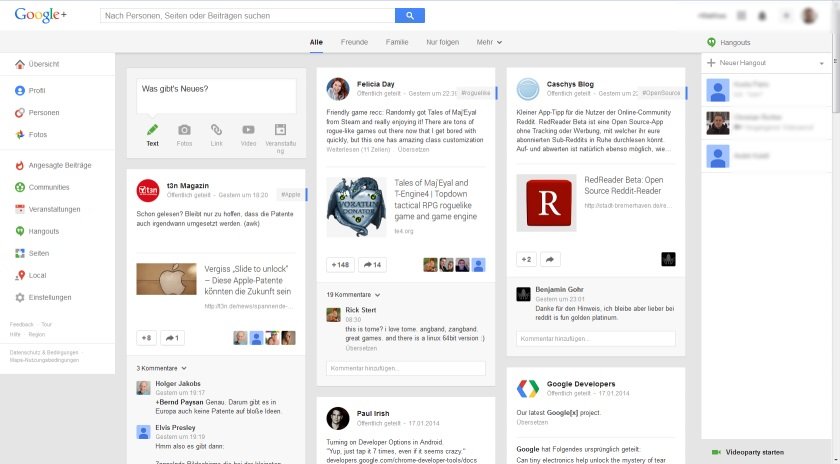 Google+
Nach Personen, Seiten oder Beiträgen suchen
Alle
Freunde
Familie
Nur folgen
Mehr
Hangouts
Übersicht
Profil
Personen
Fotos
Angesagte Beiträge
Communities
Veranstaltungen
Hangouts
Seiten
Local
Einstellungen
Feedback · Tour
Hilfe · Region
Datenschutz & Bedingungen -
Maps-Nutzungsbedingungen
Was gibt's Neues?
Text
Fotos
Link
Video
Veranstaltu
ng
t3n
t3n Magazin
Öffentlich geteilt - Gestern um 16:20
#Apple
Schon gelesen? Bleibt nur zu hoffen, dass die Patente
auch irgendwann umgesetzt werden. (awk)
Vergiss „Slide to unlock"
– Diese Apple-Patente
könnten die Zukunft sein
http://t3n.de/news/spannende-...
+8
1
3 Kommentare
Holger Jakobs
Gestern um 19:17
+Bernd Paysan Genau. Darum gibt es in
Europa auch keine Patente auf bloße Ideen.
Elvis Presley
Gestern um 19:19
Hmm also es gibt dann:
Felicia Day
Öffentlich geteilt - Gestern um 22:3
#roguelike
Friendly game recc: Randomly got Tales of Maj'Eyal
from Steam and really enjoying it! There are tons of
rogue-like games out there now that I get bored with
quickly, but this one has amazing class customization
Weiterlesen (11 Zeilen)
Übersetzen
VORATUN
DONATOR
Tales of Maj'Eyal and
T-Engine4 | Topdown
tactical RPG roguelike
game and game engine
te4.org
+148
14
19 Kommentare
Rick Stert
08:30
this is tome? i love tome. angband, zangband.
great games. and there is a linux 64bit version :)
Übersetzen
Kommentar hinzufügen...
Paul Irish
Öffentlich geteilt - 17.01.2014
Turning on Developer Options in Android.
"Yup, just tap it 7 times, even if it seems crazy."
developers.google.com/chrome-developer-tools/docs
Caschys Blog
Öffentlich geteilt - Gestern um 2
#OpenSource
Kleiner App-Tipp für die Nutzer der Online-Community
Reddit. RedReader Beta ist eine Open Source-App
ohne Tracking oder Werbung, mit welcher ihr eure
abonnierten Sub-Reddits in Ruhe durchlesen könnt.
Auf- und abwerten ist natürlich ebenso möglich, wie...
R
RedReader Beta: Open
Source Reddit-Reader
http://stadt-bremerhaven.de/re...
+2
Benjamin Gohr
Gestern um 23:01
Danke für den Hinweis, ich bleibe aber lieber bei
reddit is fun golden platinum.
Kommentar hinzufügen...
Google Developers
Öffentlich geteilt - 17.01.2014
Our latest Google[x] project.
Übersetzen
Google hat Folgendes ursprünglich geteilt:
Can tiny electronics help unlock the mystery of tear
Neuer Hangout
Videoparty starten